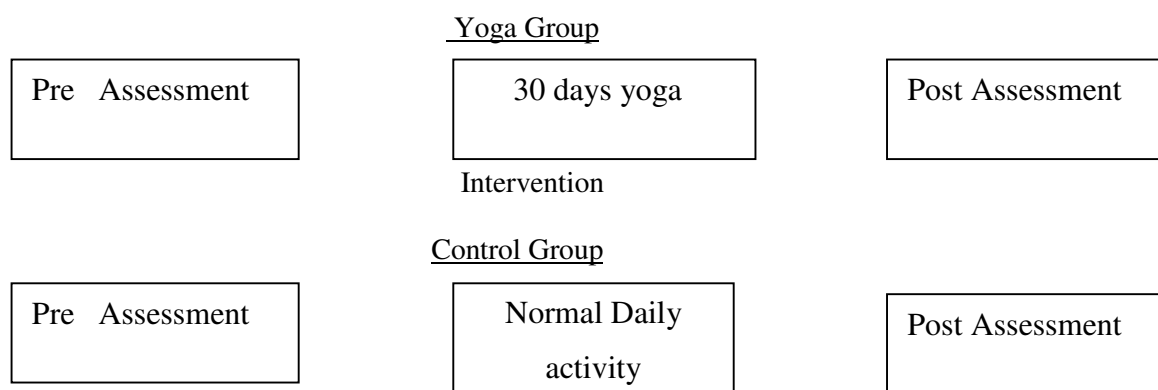 Yoga Group
Pre Assessment
30 days yoga
Post Assessment
Intervention
Control Group
Pre Assessment
Normal Daily
activity
Post Assessment